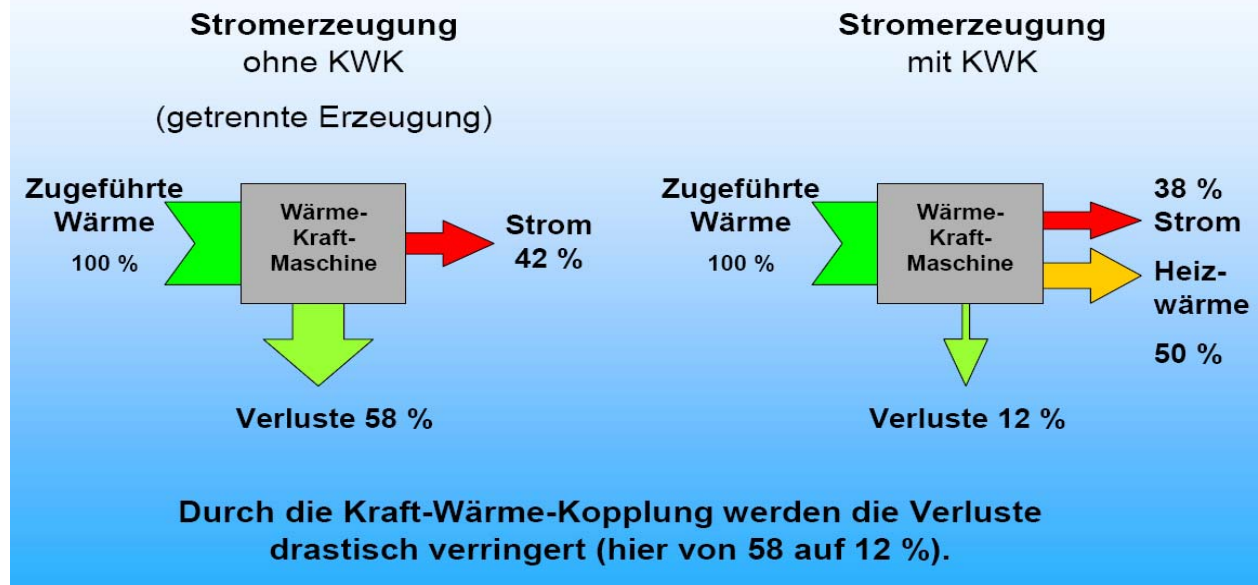 Stromerzeugung
ohne KWK
(getrennte Erzeugung)
Zugeführte
Wärme
100 %
Wärme-
Kraft-
Maschine
Strom
42 %
Verluste 58 %
Stromerzeugung
mit KWK
Zugeführte
Wärme
100 %
Wärme-
Kraft-
Maschine
38 %
Strom
Heiz-
wärme
50 %
Verluste 12 %
Durch die Kraft-Wärme-Kopplung werden die Verluste
drastisch verringert (hier von 58 auf 12 %).